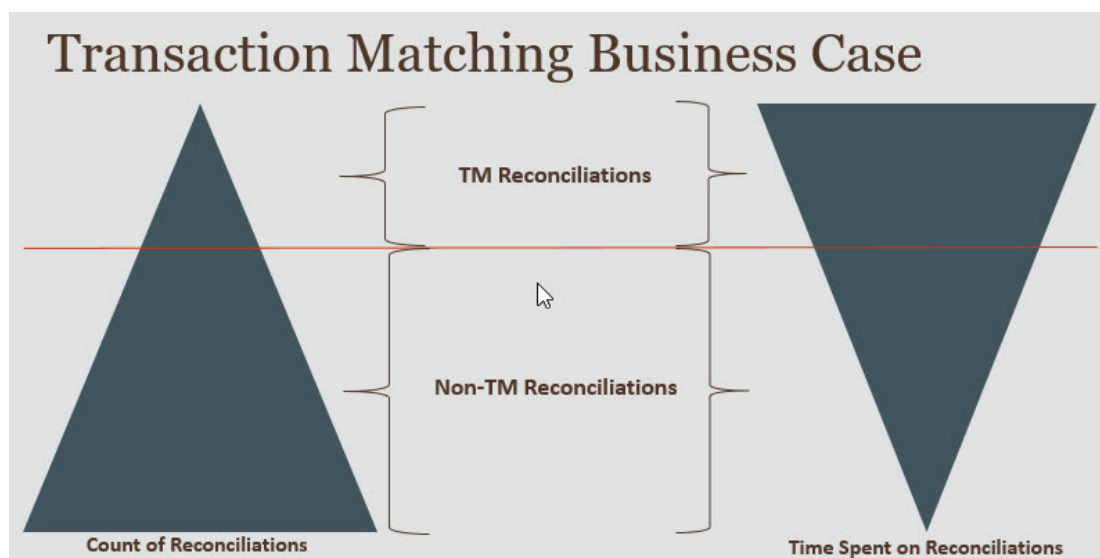 Transaction Matching Business Case
TM Reconciliations
Non-TM Reconciliations
Count of Reconciliations
Time Spent on Reconciliations